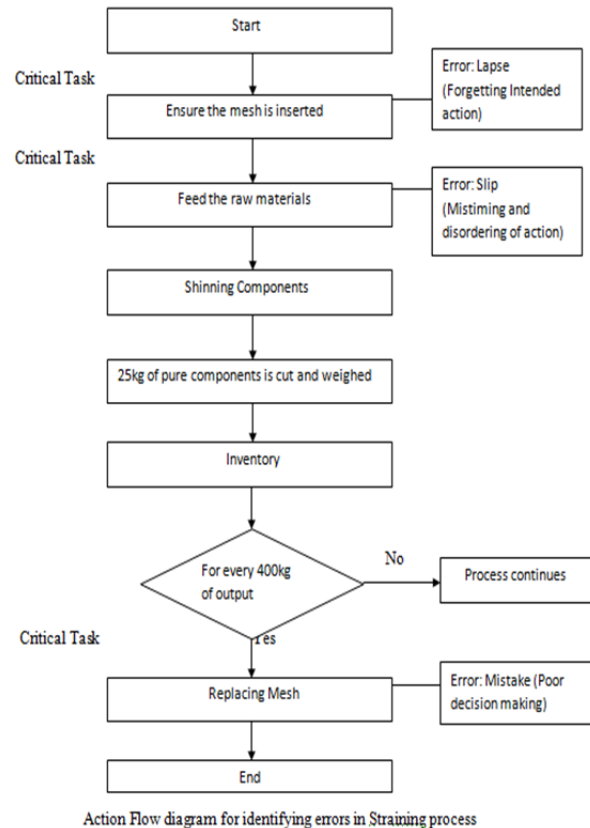 Start
Critical Task
Error: Lapse
(Forgetting Intended
action)
Ensure the mesh is inserted
Critical Task
Error: Slip
(Mistiming and
disordering of action)
Feed the raw materials
Shinning Components
25kg of pure components is cut and weighed
Inventory
For every 400kg
of output
No
Process continues
Critical Task
Yes
Replacing Mesh
Error: Mistake (Poor
decision making)
End
Action Flow diagram for identifying errors in Straining process